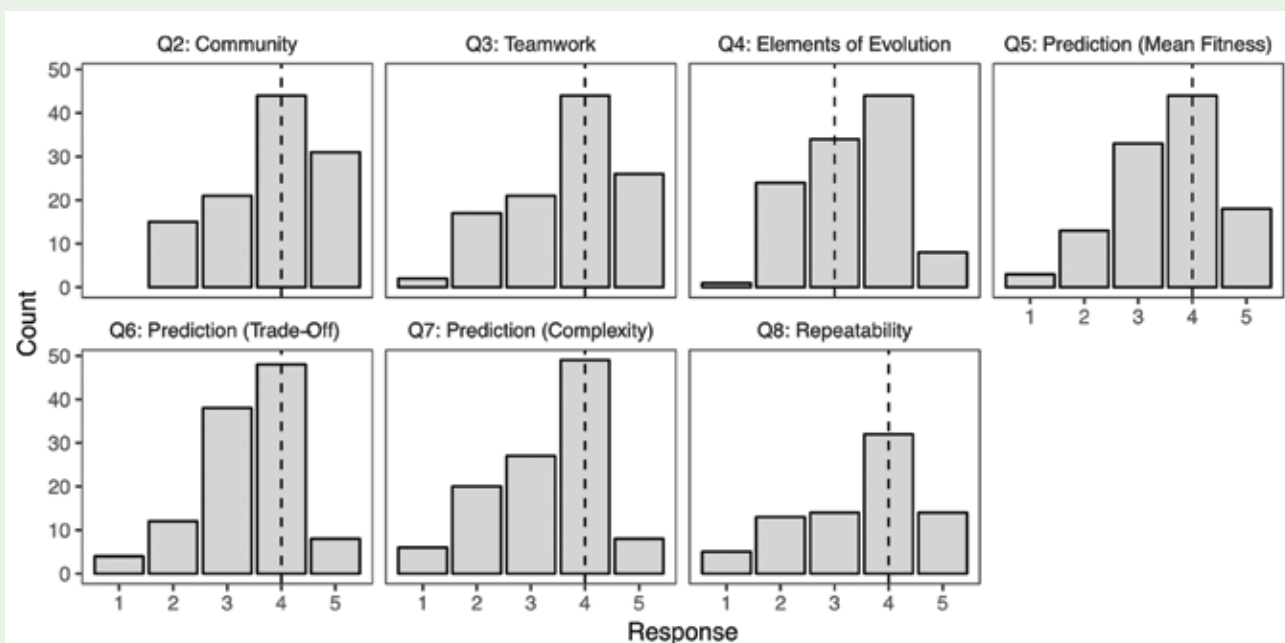 Q2: Community
Q3: Teamwork
Q4: Elements of Evolution
Q5: Prediction (Mean Fitness)
50
40
30
20
10
0
1 2 3 4 5
Q6: Prediction (Trade-Off)
Q7: Prediction (Complexity)
Q8: Repeatability
50
40
30
20
10
0
1 2 3 4 5
1 2 3 4 5
1 2 3 4 5
Count
Response